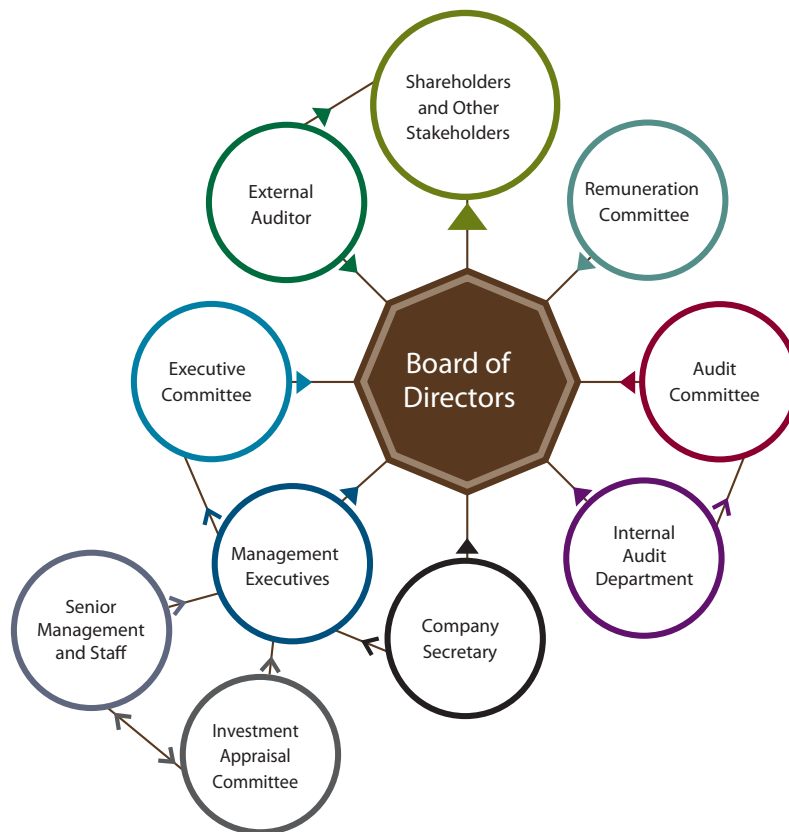 Shareholders
and Other
Stakeholders
External
Auditor
Remuneration
Committee
Executive
Committee
Board of
Directors
Audit
Committee
Management
Executives
Internal
Audit
Department
Senior
Management
and Staff
Company
Secretary
Investment
Appraisal
Committee